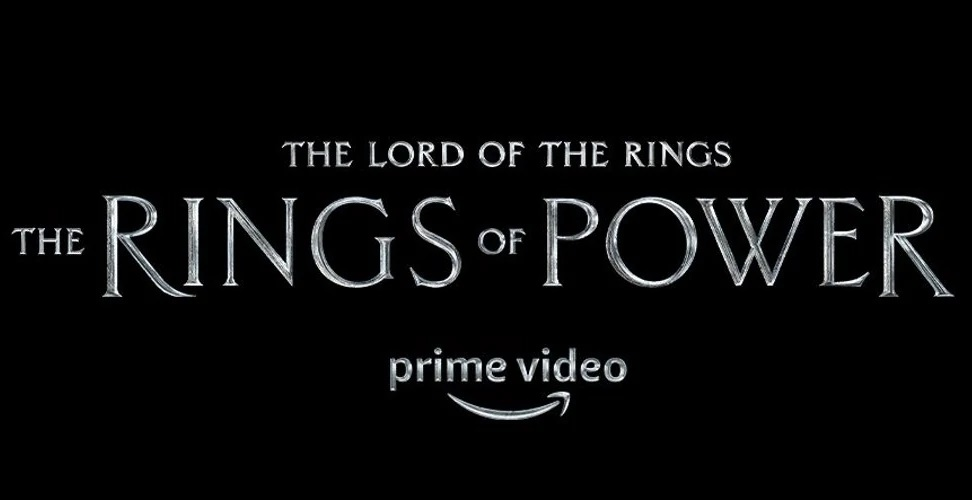 THE LORD OF THE RINGS
THE RINGS OF POWER
prime video